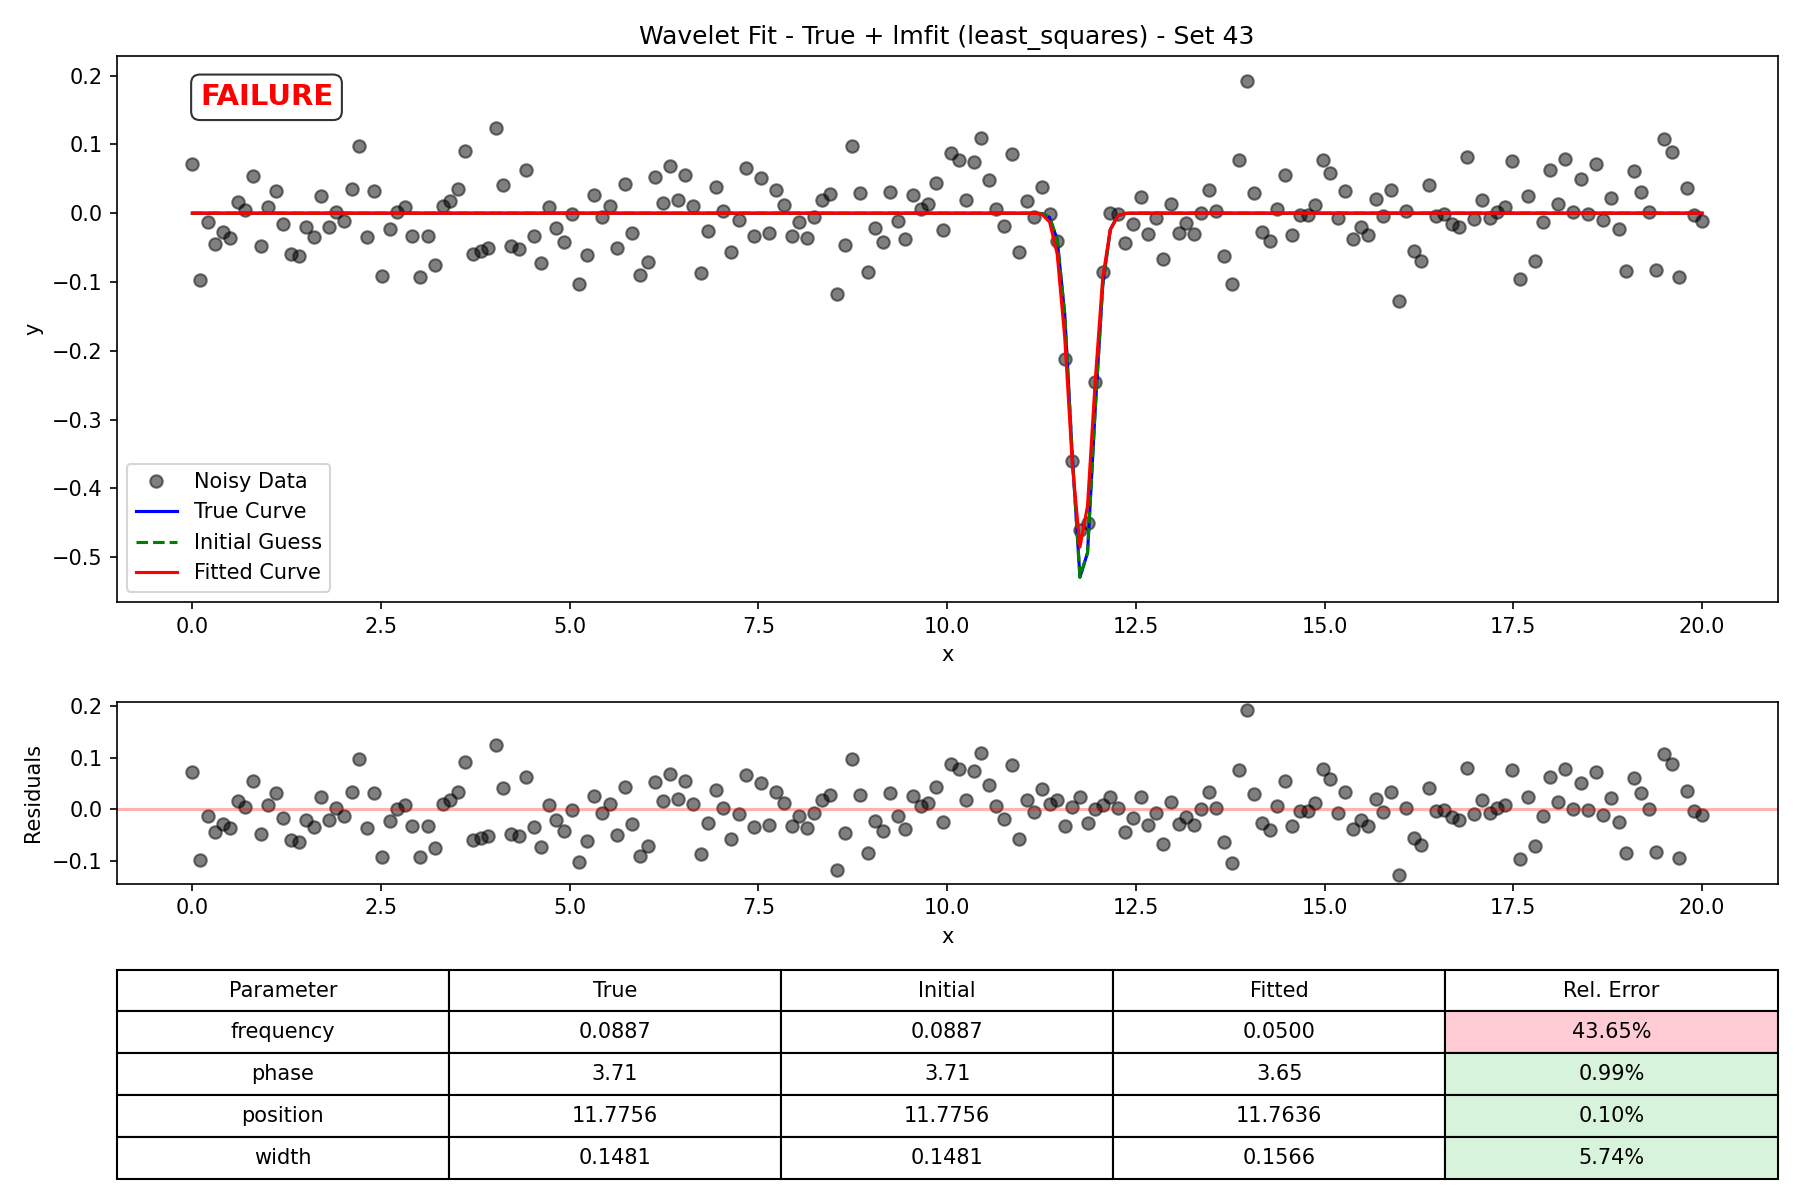 Wavelet Fit - True + lmfit (least_squares) - Set 43
FAILURE
0.2
0.1
0.0
−0.1
−0.2
−0.3
−0.4
−0.5
y
Noisy Data
True Curve
Initial Guess
Fitted Curve
0.0 2.5 5.0 7.5 10.0 12.5 15.0 17.5 20.0
x
0.2
0.1
0.0
−0.1
Residuals
0.0 2.5 5.0 7.5 10.0 12.5 15.0 17.5 20.0
x
Parameter True Initial Fitted Rel. Error
frequency 0.0887 0.0887 0.0500 43.65%
phase 3.71 3.71 3.65 0.99%
position 11.7756 11.7756 11.7636 0.10%
width 0.1481 0.1481 0.1566 5.74%